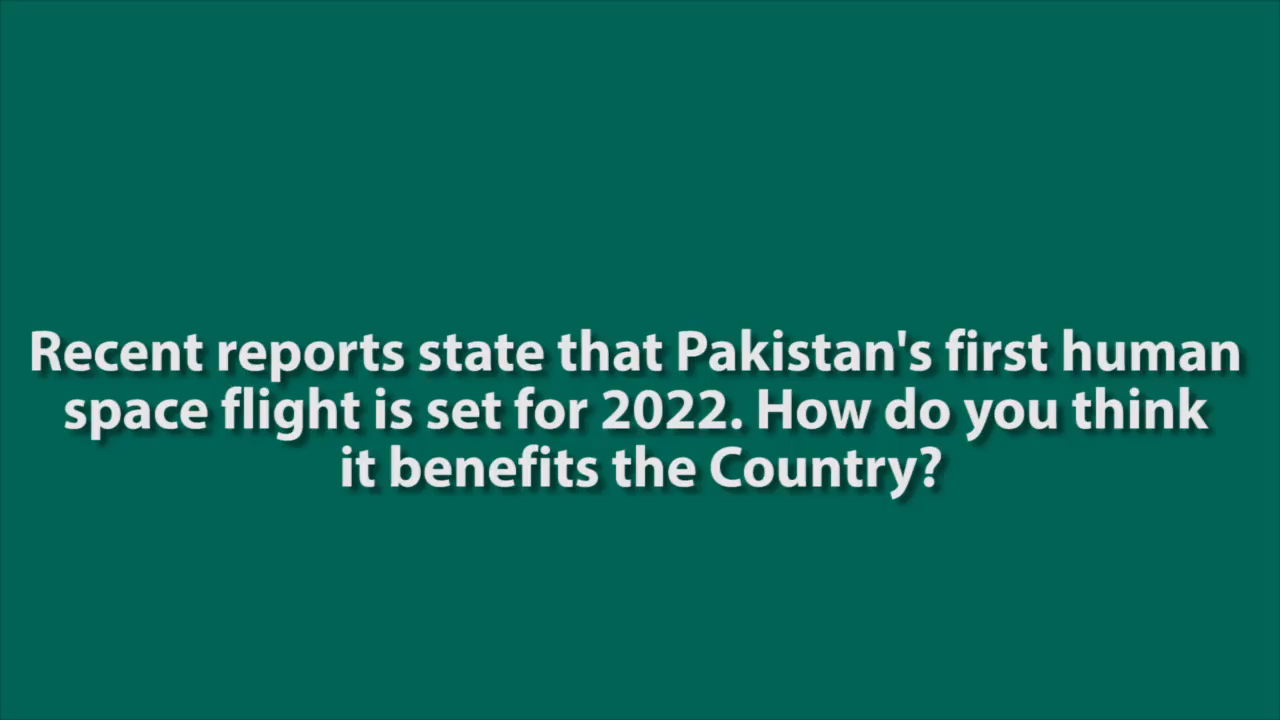 Recent reports state that Pakistan's first human
space flight is set for 2022. How do you think
it benefits the Country?